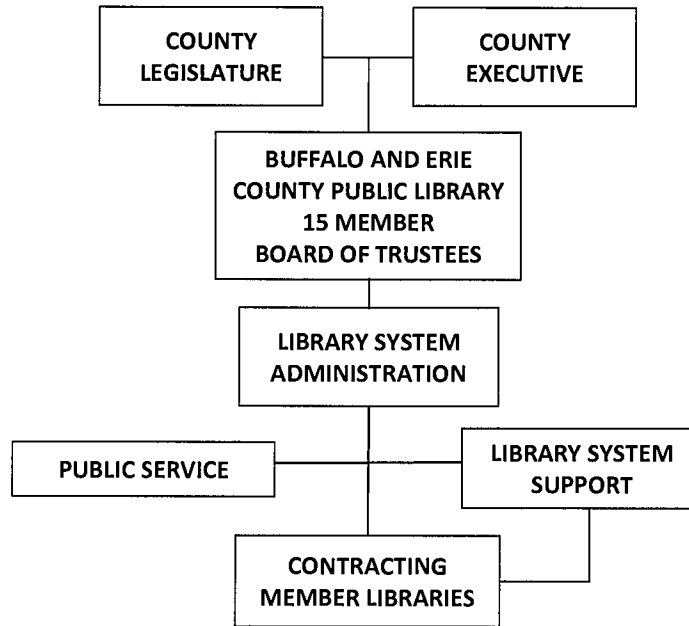 COUNTY
LEGISLATURE
COUNTY
EXECUTIVE
BUFFALO AND ERIE
COUNTY PUBLIC LIBRARY
15 MEMBER
BOARD OF TRUSTEES
LIBRARY SYSTEM
ADMINISTRATION
PUBLIC SERVICE
LIBRARY SYSTEM
SUPPORT
CONTRACTING
MEMBER LIBRARIES